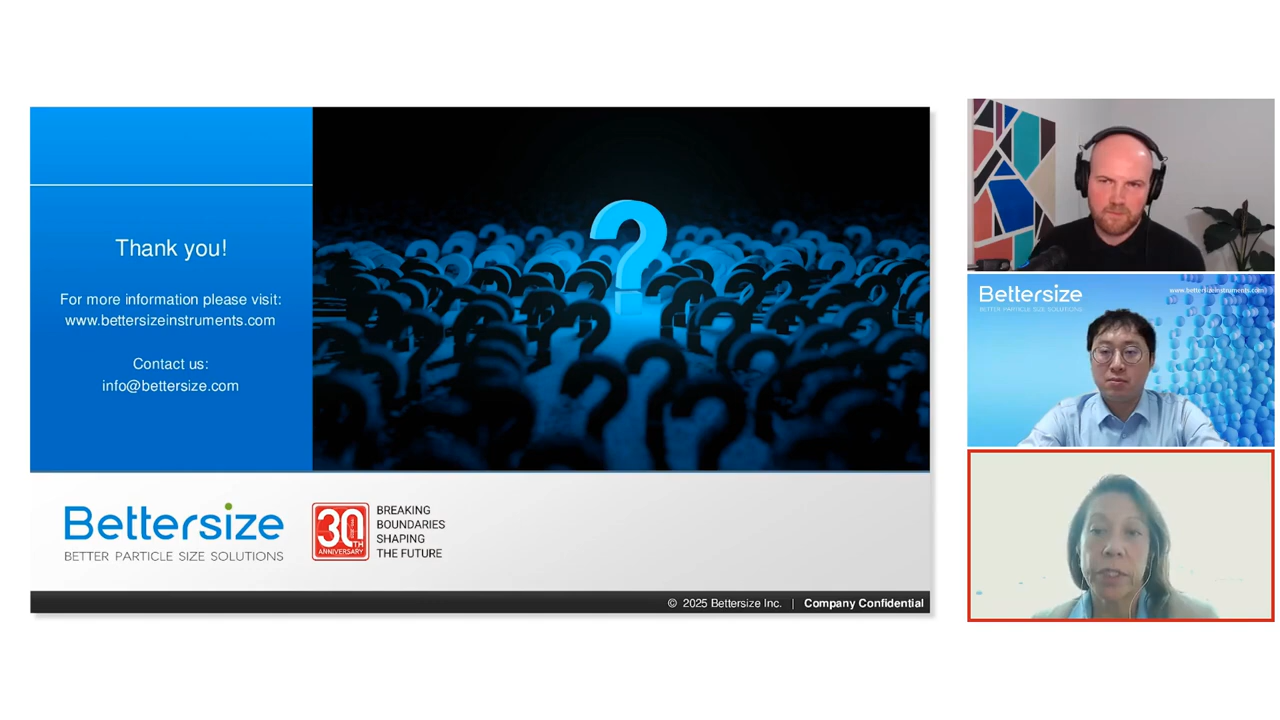 Thank you!
For more information please visit:
www.bettersizeinstruments.com
Contact us:
info@bettersize.com
Bettersize
BETTER PARTICLE SIZE SOLUTIONS
30TH
ANNIVERSARY
BREAKING
BOUNDARIES
SHAPING
THE FUTURE
© 2025 Bettersize Inc. | Company Confidential
Bettersize
BETTER PARTICLE SIZE SOLUTIONS
www.bettersizeinstruments.com